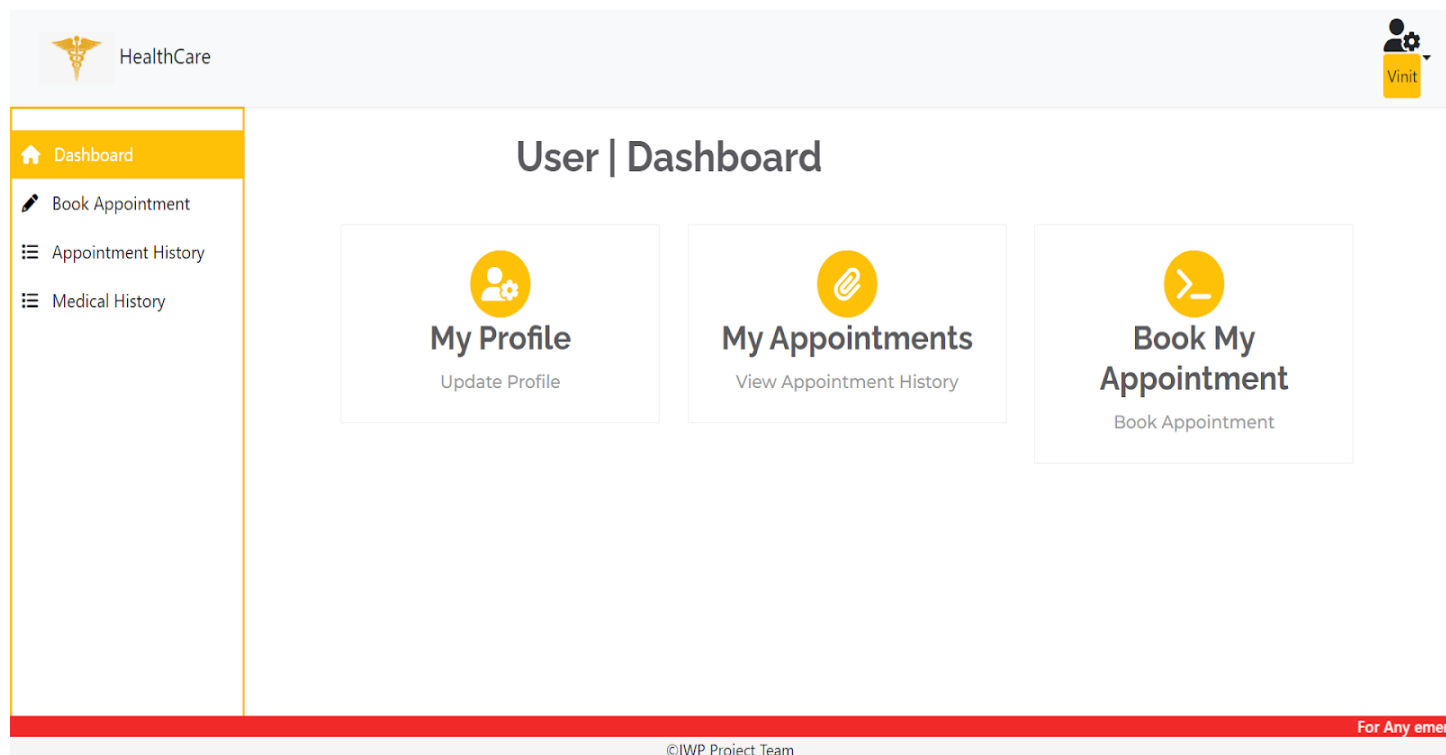 HealthCare
Vinit
Dashboard
Book Appointment
Appointment History
Medical History
User | Dashboard
My Profile
Update Profile
My Appointments
View Appointment History
Book My
Appointment
Book Appointment
For Any
©IWP Project Team